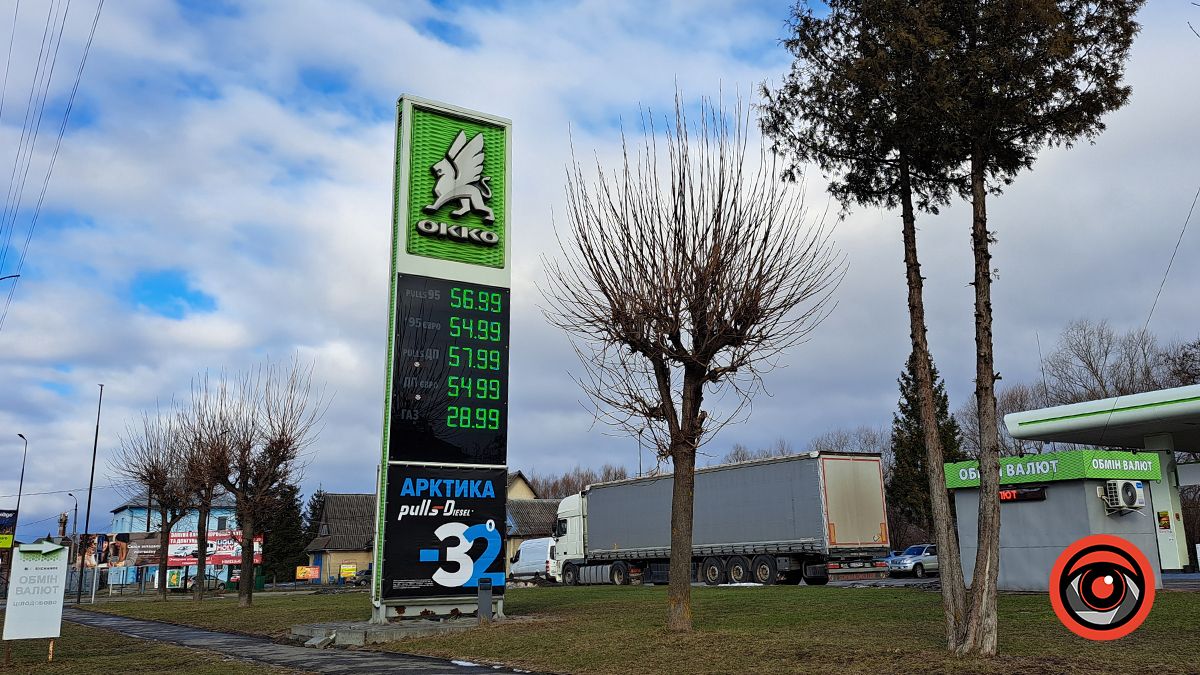 OKKO
PULLS 95 56.99
95 ЄВРО 54.99
PULLS ДП 57.99
ДП ЄВРО 54.99
ГАЗ 28.99
АРКТИКА
pulls Diesel
-32°
ОБМІН
ВАЛЮТ
ЦІЛОДОБОВО
ОБМІН ВАЛЮТ
ОБМІН ВАЛЮТ